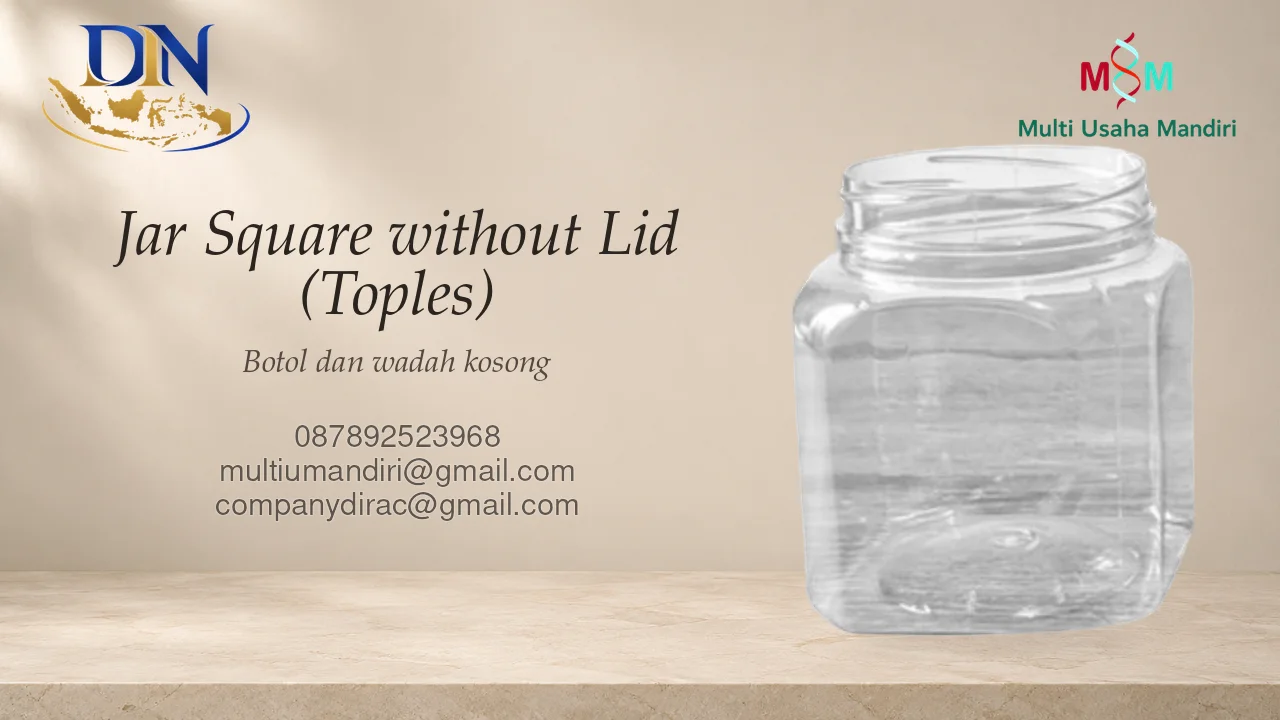 DN
M M
Multi Usaha Mandiri
Jar Square without Lid
(Toples)
Botol dan wadah kosong
087892523968
multiumandiri@gmail.com
companydirac@gmail.com